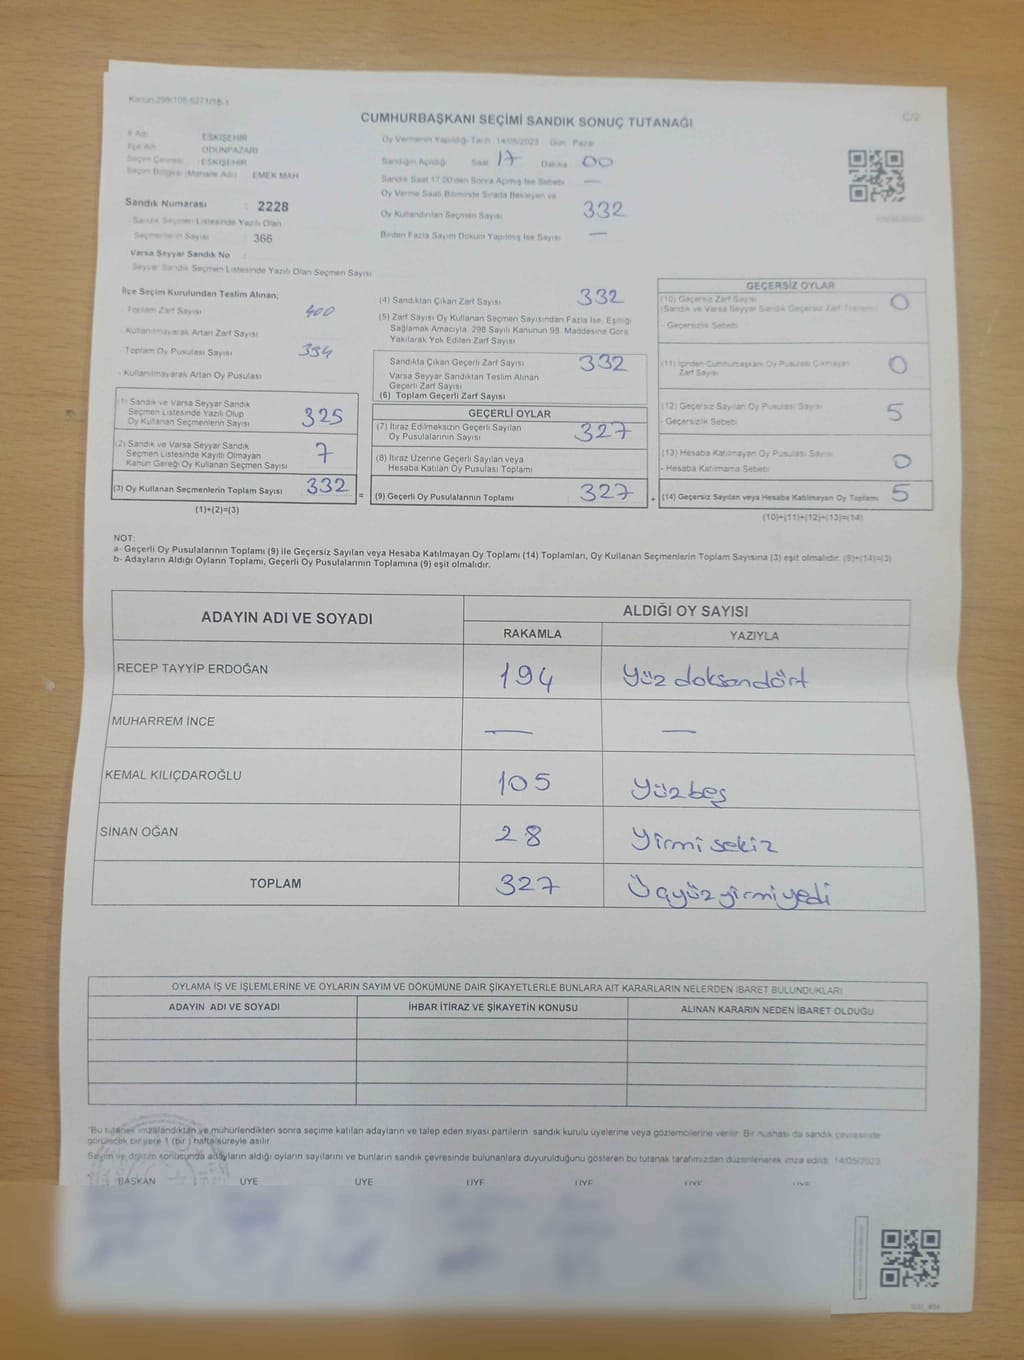 CUMHURBAŞKANI SEÇİMİ SANDIK SONUÇ TUTANAĞI
C/2
İl Adı ESKİŞEHİR
İlçe Adı ODUNPAZARI
Seçim Çevresi : ESKİŞEHİR
Seçim Bölgesi (Mahalle Adı) EMEK MAH
Sandık Numarası : 2228
- Sandık Seçmen Listesinde Yazılı Olan
Seçmenlerin Sayısı : 366
Varsa Seyyar Sandık No
- Seyyar Sandık Seçmen Listesinde Yazılı Olan Seçmen Sayısı
Oy Vermenin Yapıldığı Tarih : 14/05/2023 Gün : Pazar
Sandığın Açıldığı Saat 17 Dakika 00
Sandık Saat 17.00'den Sonra Açılmış İse Sebebi —
Oy Verme Saati Bitiminde Sırada Bekleyen ve
Oy Kullandırılan Seçmen Sayısı 332
Birden Fazla Sayım Döküm Yapılmış İse Sayısı —
İlçe Seçim Kurulundan Teslim Alınan;
Toplam Zarf Sayısı 400
- Kullanılmayarak Artan Zarf Sayısı
- Toplam Oy Pusulası Sayısı 394
- Kullanılmayarak Artan Oy Pusulası
(1) Sandık ve Varsa Seyyar Sandık
Seçmen Listesinde Yazılı Olup
Oy Kullanan Seçmenlerin Sayısı 325
(2) Sandık ve Varsa Seyyar Sandık
Seçmen Listesinde Kayıtlı Olmayan
Kanun Gereği Oy Kullanan Seçmen Sayısı 7
(3) Oy Kullanan Seçmenlerin Toplam Sayısı 332
(1)+(2)=(3)
=
(4) Sandıktan Çıkan Zarf Sayısı 332
(5) Zarf Sayısı Oy Kullanan Seçmen Sayısından Fazla İse, Eşitliği
Sağlamak Amacıyla, 298 Sayılı Kanunun 98. Maddesine Göre
Yakılarak Yok Edilen Zarf Sayısı
Sandıkta Çıkan Geçerli Zarf Sayısı 332
Varsa Seyyar Sandıktan Teslim Alınan
Geçerli Zarf Sayısı
(6) Toplam Geçerli Zarf Sayısı
GEÇERLİ OYLAR
(7) İtiraz Edilmeksizin Geçerli Sayılan
Oy Pusulalarının Sayısı 327
(8) İtiraz Üzerine Geçerli Sayılan veya
Hesaba Katılan Oy Pusulası Toplamı
(9) Geçerli Oy Pusulalarının Toplamı 327
+
GEÇERSİZ OYLAR
(10) Geçersiz Zarf Sayısı 0
(Sandık ve Varsa Seyyar Sandık Geçersiz Zarf Toplamı)
- Geçersizlik Sebebi
(11) İçinden Cumhurbaşkanı Oy Pusulası Çıkmayan
Zarf Sayısı 0
(12) Geçersiz Sayılan Oy Pusulası Sayısı 5
- Geçersizlik Sebebi
(13) Hesaba Katılmayan Oy Pusulası Sayısı 0
- Hesaba Katılmama Sebebi
(14) Geçersiz Sayılan veya Hesaba Katılmayan Oy Toplamı 5
(10)+(11)+(12)+(13)=(14)
NOT:
a- Geçerli Oy Pusulalarının Toplamı (9) ile Geçersiz Sayılan veya Hesaba Katılmayan Oy Toplamı (14) Toplamları, Oy Kullanan Seçmenlerin Toplam Sayısına (3) eşit olmalıdır. (9)+(14)=(3)
b- Adayların Aldığı Oyların Toplamı, Geçerli Oy Pusulalarının Toplamına (9) eşit olmalıdır.
ADAYIN ADI VE SOYADI ALDIĞI OY SAYISI
RAKAMLA YAZIYLA
RECEP TAYYİP ERDOĞAN 194 Yüz doksandört
MUHARREM İNCE — —
KEMAL KILIÇDAROĞLU 105 Yüzbeş
SİNAN OĞAN 28 Yirmi sekiz
TOPLAM 327 Üçyüzyirmiyedi
OYLAMA İŞ VE İŞLEMLERİNE VE OYLARIN SAYIM VE DÖKÜMÜNE DAİR ŞİKAYETLERLE BUNLARA AİT KARARLARIN NELERDEN İBARET BULUNDUKLARI
ADAYIN ADI VE SOYADI İHBAR İTİRAZ VE ŞİKAYETİN KONUSU ALINAN KARARIN NEDEN İBARET OLDUĞU
"Bu tutanak imzalandıktan ve mühürlendikten sonra seçime katılan adayların ve talep eden siyasi partilerin sandık kurulu üyelerine veya gözlemcilerine verilir. Bir nüshası da sandık çevresinde
görülecek bir yere 1 (bir) hafta süreyle asılır.
Sayım ve döküm sonucunda adayların aldığı oyların sayılarını ve bunların sandık çevresinde bulunanlara duyurulduğunu gösteren bu tutanak tarafımızdan düzenlenerek imza edildi. 14/05/2023
BAŞKAN ÜYE ÜYE ÜYE ÜYE ÜYE ÜYE